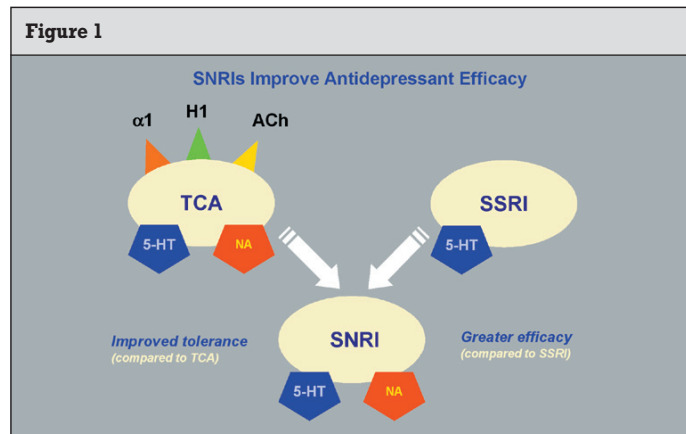 Figure 1
SNRIs Improve Antidepressant Efficacy
α1
H1
ACh
TCA
5-HT
NA
SSRI
5-HT
Improved tolerance
(compared to TCA)
SNRI
5-HT
NA
Greater efficacy
(compared to SSRI)